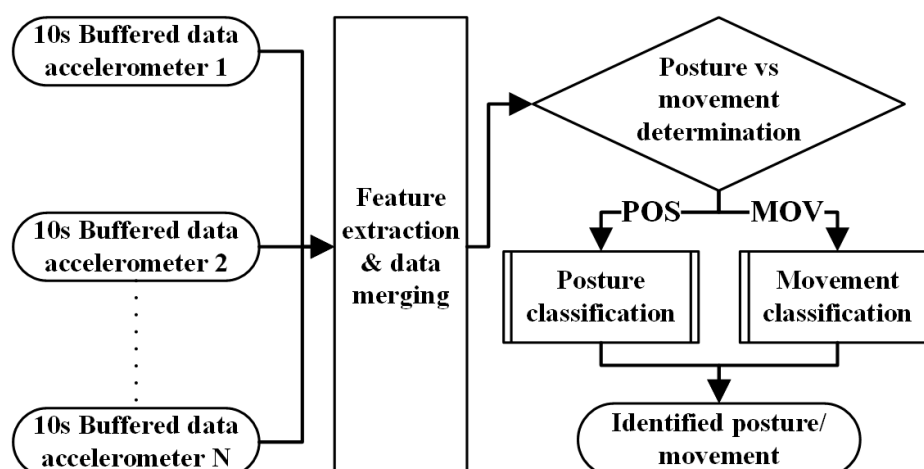 10s Buffered data
accelerometer 1
10s Buffered data
accelerometer 2
10s Buffered data
accelerometer N
Feature
extraction
& data
merging
Posture vs
movement
determination
POS
MOV
Posture
classification
Movement
classification
Identified posture/
movement